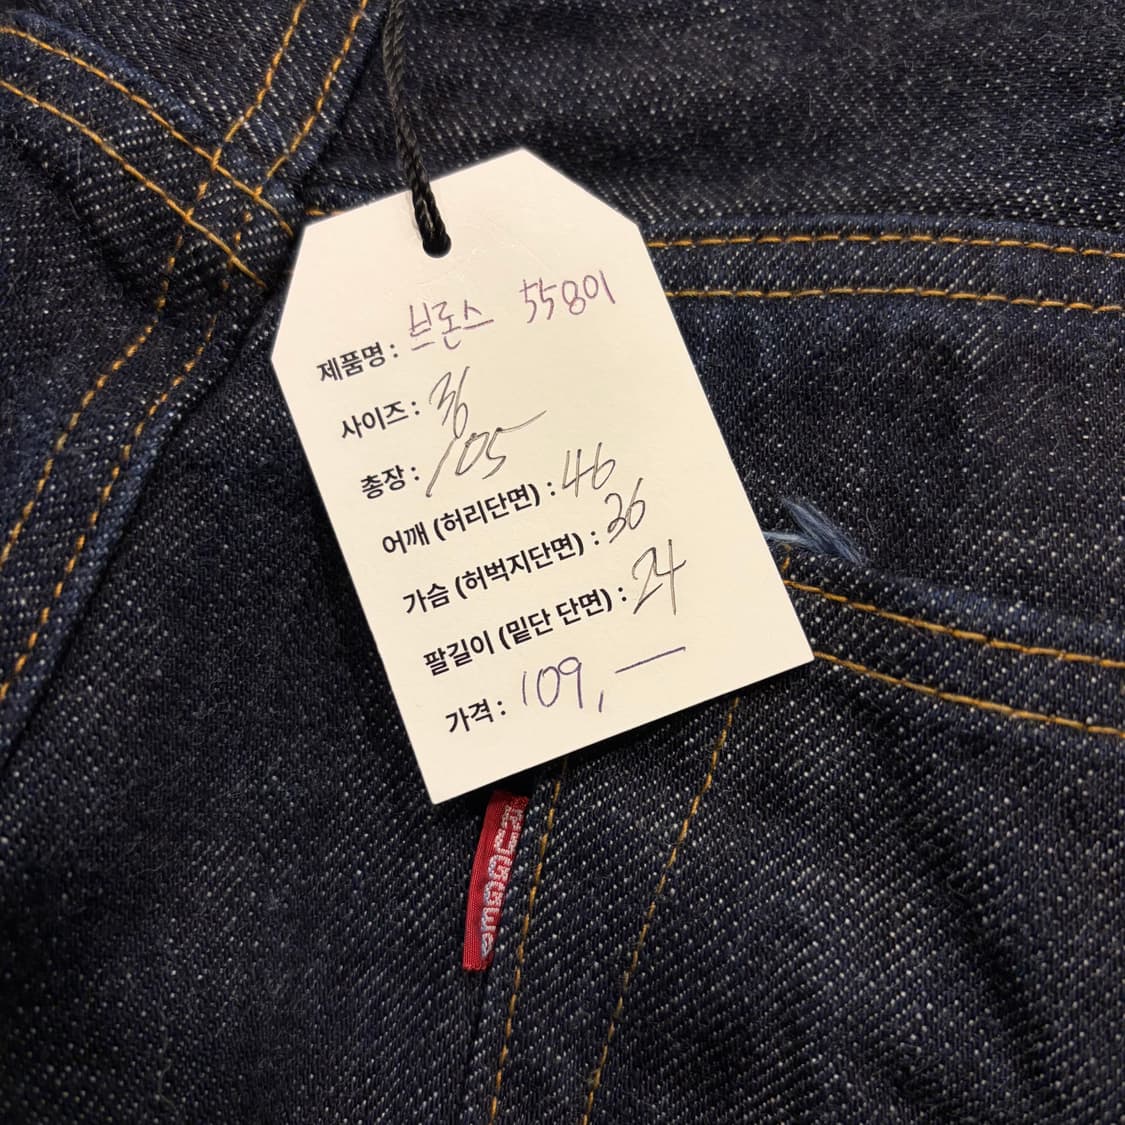 제품명 : 브론스 55801
사이즈 : 36
총장 : 105
어깨 (허리단면) : 46
가슴 (허벅지단면) : 36
팔길이 (밑단 단면) : 24
가격 : 109,—